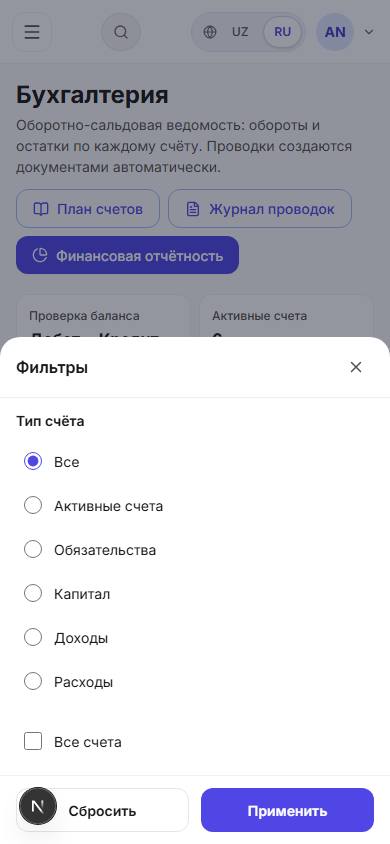 UZ
RU
AN
Бухгалтерия
Оборотно-сальдовая ведомость: обороты и
остатки по каждому счёту. Проводки создаются
документами автоматически.
План счетов
Журнал проводок
Финансовая отчётность
Проверка баланса
Активные счета
Фильтры
Тип счёта
Все
Активные счета
Обязательства
Капитал
Доходы
Расходы
Все счета
N
Сбросить
Применить